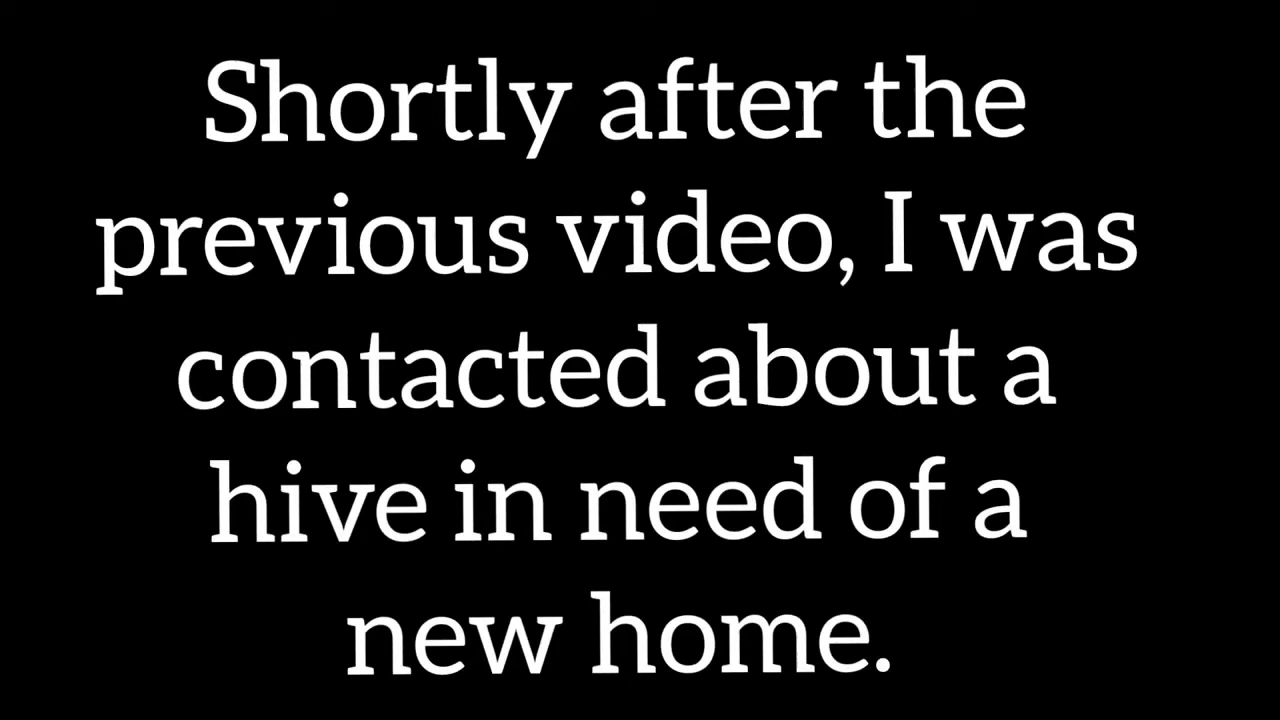 Shortly after the
previous video, I was
contacted about a
hive in need of a
new home.